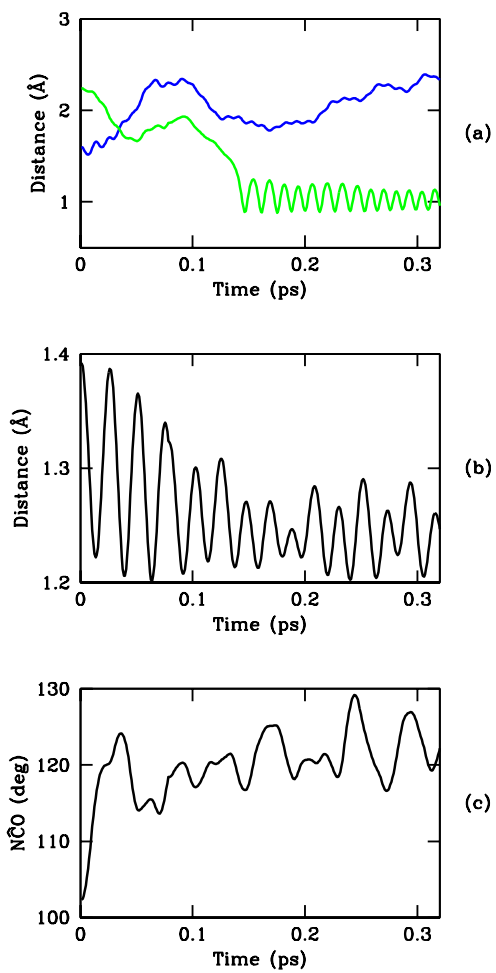 3
2
1
Distance (Å)
(a)
0 0.1 0.2 0.3
Time (ps)
1.4
1.3
1.2
Distance (Å)
(b)
0 0.1 0.2 0.3
Time (ps)
130
120
110
100
NĈO (deg)
(c)
0 0.1 0.2 0.3
Time (ps)